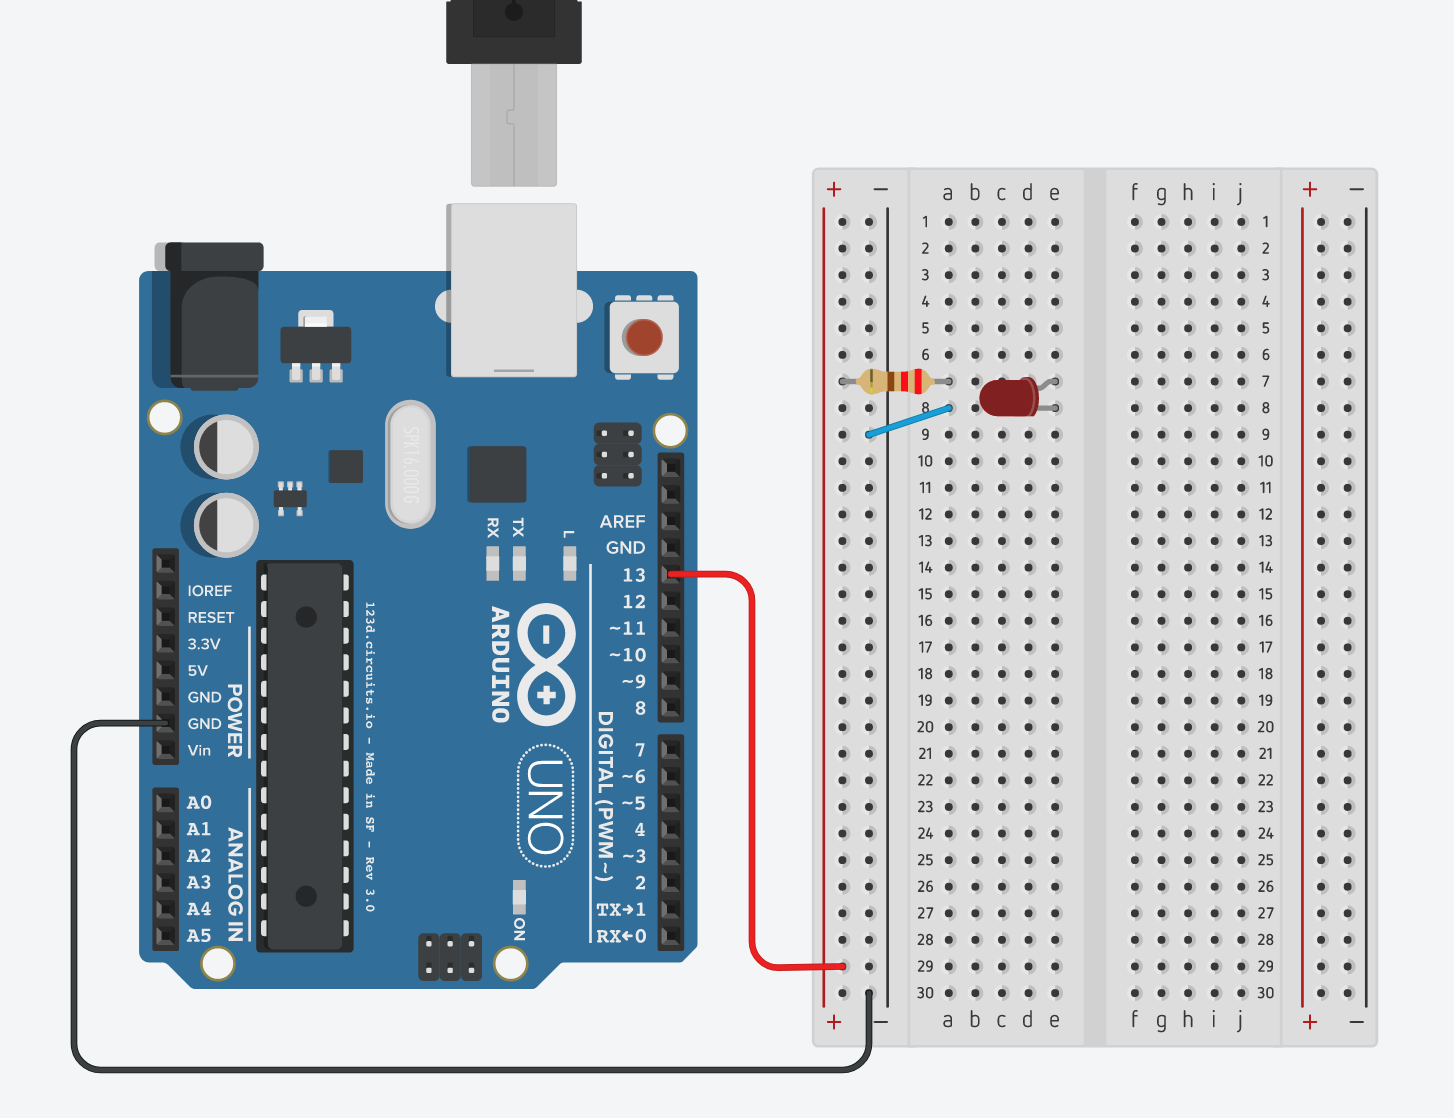 + − a b c d e f g h i j + −
1 1
2 2
3 3
4 4
5 5
6 6
7 7
8 8
9 9
10 10
11 11
12 12
13 13
14 14
15 15
16 16
17 17
18 18
19 19
20 20
21 21
22 22
23 23
24 24
25 25
26 26
27 27
28 28
29 29
30 30
+ − a b c d e f g h i j + −
SPK16.000G
RX
TX
L
AREF
GND
13
12
~11
~10
~9
8
7
~6
~5
4
~3
2
TX→1
RX←0
DIGITAL (PWM ~)
ARDUINO
UNO
ON
IOREF
RESET
3.3V
5V
GND
GND
Vin
POWER
A0
A1
A2
A3
A4
A5
ANALOG IN
123d.circuits.io - Made in SF - Rev 3.0